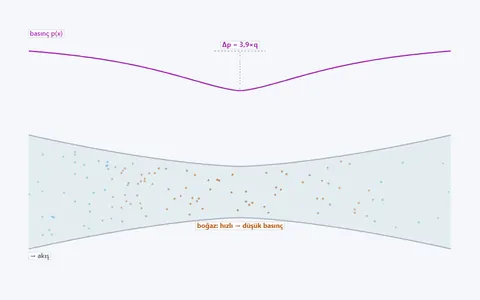 basınç p(x)
Δp = 3,9×q
boğaz: hızlı → düşük basınç
→ akış